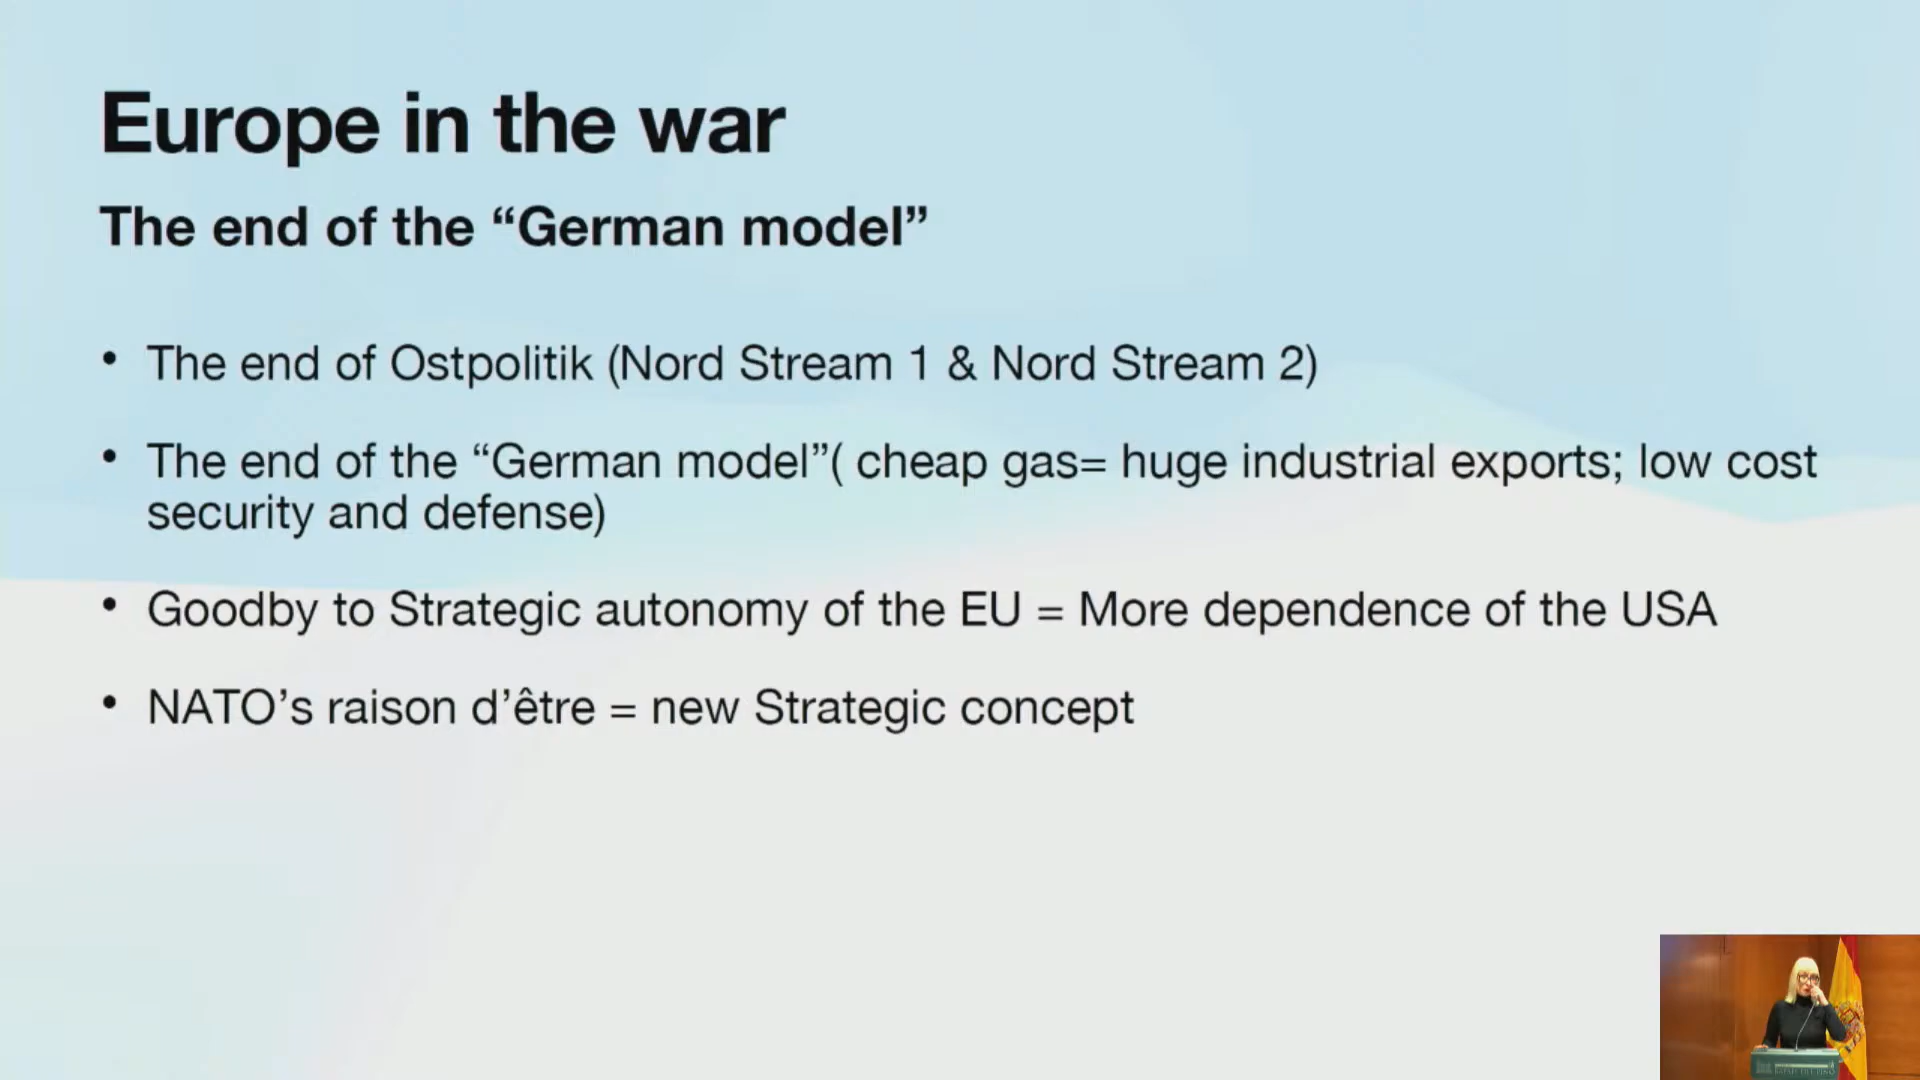 Europe in the war
The end of the “German model”
• The end of Ostpolitik (Nord Stream 1 & Nord Stream 2)
• The end of the “German model”( cheap gas= huge industrial exports; low cost
security and defense)
• Goodby to Strategic autonomy of the EU = More dependence of the USA
• NATO’s raison d’être = new Strategic concept